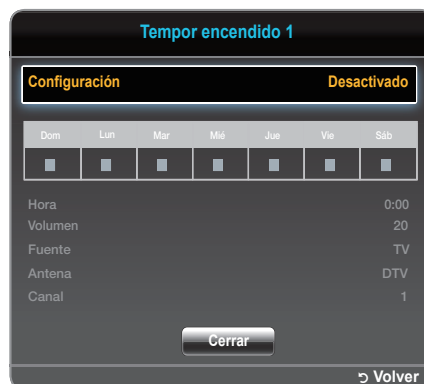 Tempor encendido 1
Configuración Desactivado
Dom Lun Mar Mié Jue Vie Sáb
Hora 0:00
Volumen 20
Fuente TV
Antena DTV
Canal 1
Cerrar
Volver